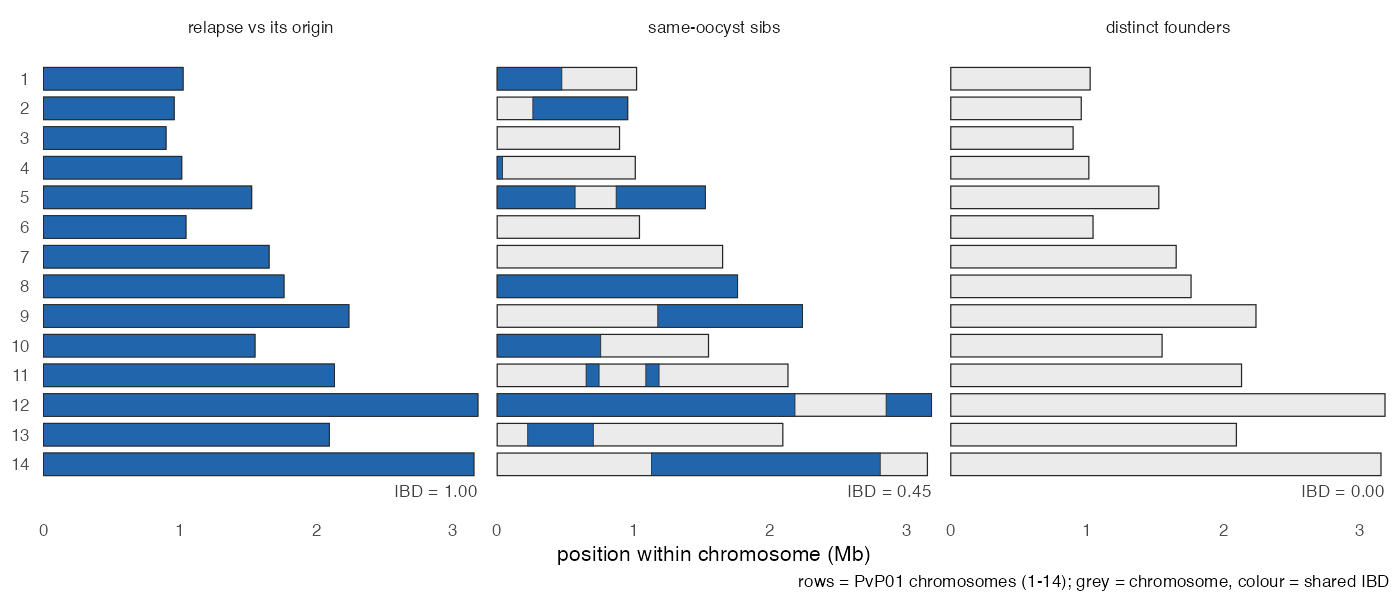 relapse vs its origin
same-oocyst sibs
distinct founders
1
2
3
4
5
6
7
8
9
10
11
12
13
14
IBD = 1.00
IBD = 0.45
IBD = 0.00
0 1 2 3
0 1 2 3
0 1 2 3
position within chromosome (Mb)
rows = PvP01 chromosomes (1-14); grey = chromosome, colour = shared IBD